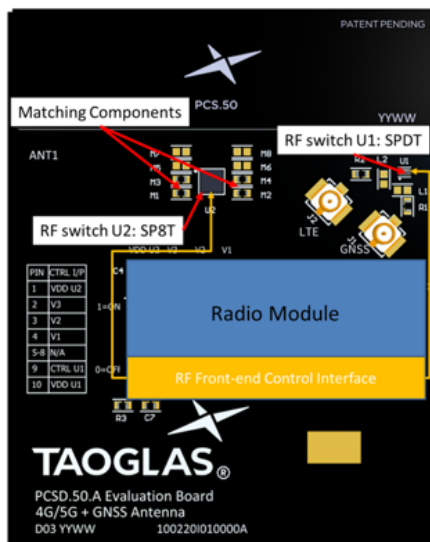 PATENT PENDING
PCS.50
Matching Components
YYWW
RF switch U1: SPDT
ANT1
M7
M8
M5
M6
M3
M4
M1
M2
U2
R2
L2
U1
L1
R1
RF switch U2: SP8T
J2
LTE
J1
GNSS
VDD U2 V3 V2 V1
PIN CTRL I/P
1 VDD U2
2 V3
3 V2
4 V1
5-8 N/A
9 CTRL U1
10 VDD U1
C4
1=ON
0=OFF
Radio Module
RF Front-end Control Interface
R3 C7
TAOGLAS®
PCSD.50.A Evaluation Board
4G/5G + GNSS Antenna
D03 YYWW 100220I010000A